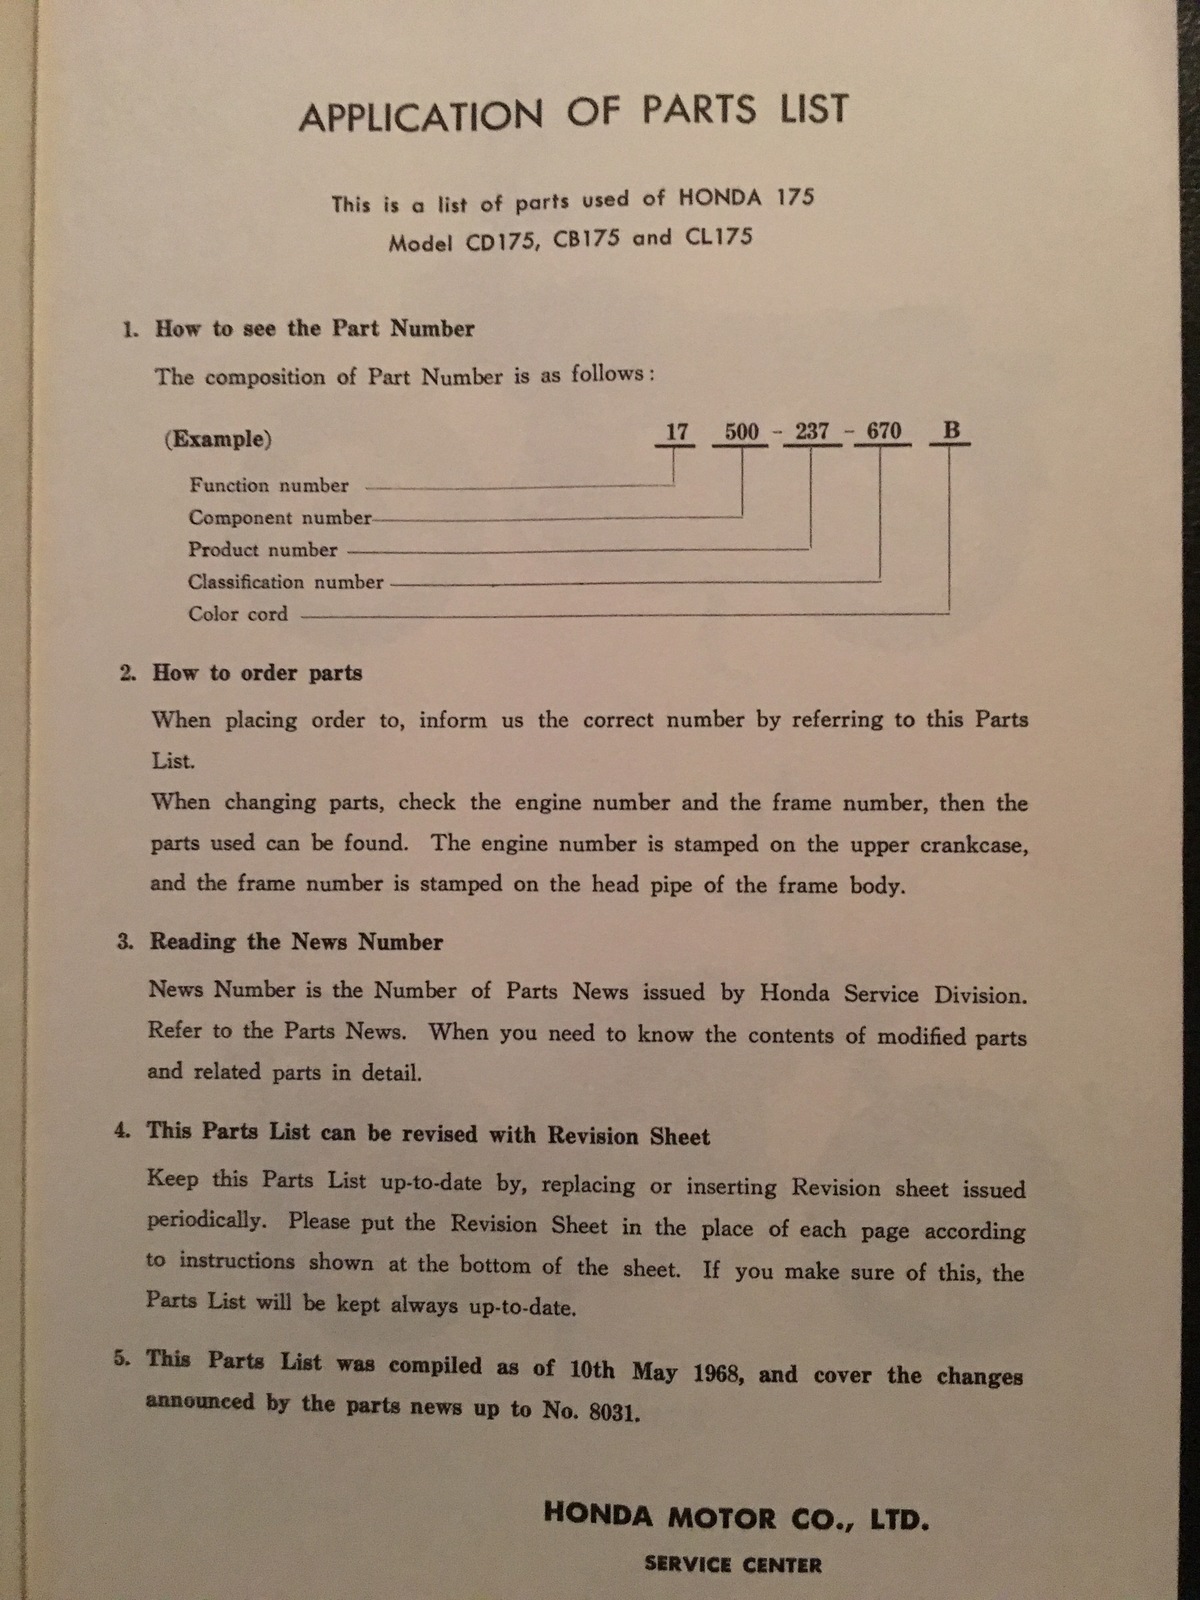 APPLICATION OF PARTS LIST
This is a list of parts used of HONDA 175
Model CD175, CB175 and CL175
1. How to see the Part Number
The composition of Part Number is as follows:
(Example) 17 500 - 237 - 670 B
Function number
Component number
Product number
Classification number
Color cord
2. How to order parts
When placing order to, inform us the correct number by referring to this Parts
List.
When changing parts, check the engine number and the frame number, then the
parts used can be found. The engine number is stamped on the upper crankcase,
and the frame number is stamped on the head pipe of the frame body.
3. Reading the News Number
News Number is the Number of Parts News issued by Honda Service Division.
Refer to the Parts News. When you need to know the contents of modified parts
and related parts in detail.
4. This Parts List can be revised with Revision Sheet
Keep this Parts List up-to-date by, replacing or inserting Revision sheet issued
periodically. Please put the Revision Sheet in the place of each page according
to instructions shown at the bottom of the sheet. If you make sure of this, the
Parts List will be kept always up-to-date.
5. This Parts List was compiled as of 10th May 1968, and cover the changes
announced by the parts news up to No. 8031.
HONDA MOTOR CO., LTD.
SERVICE CENTER